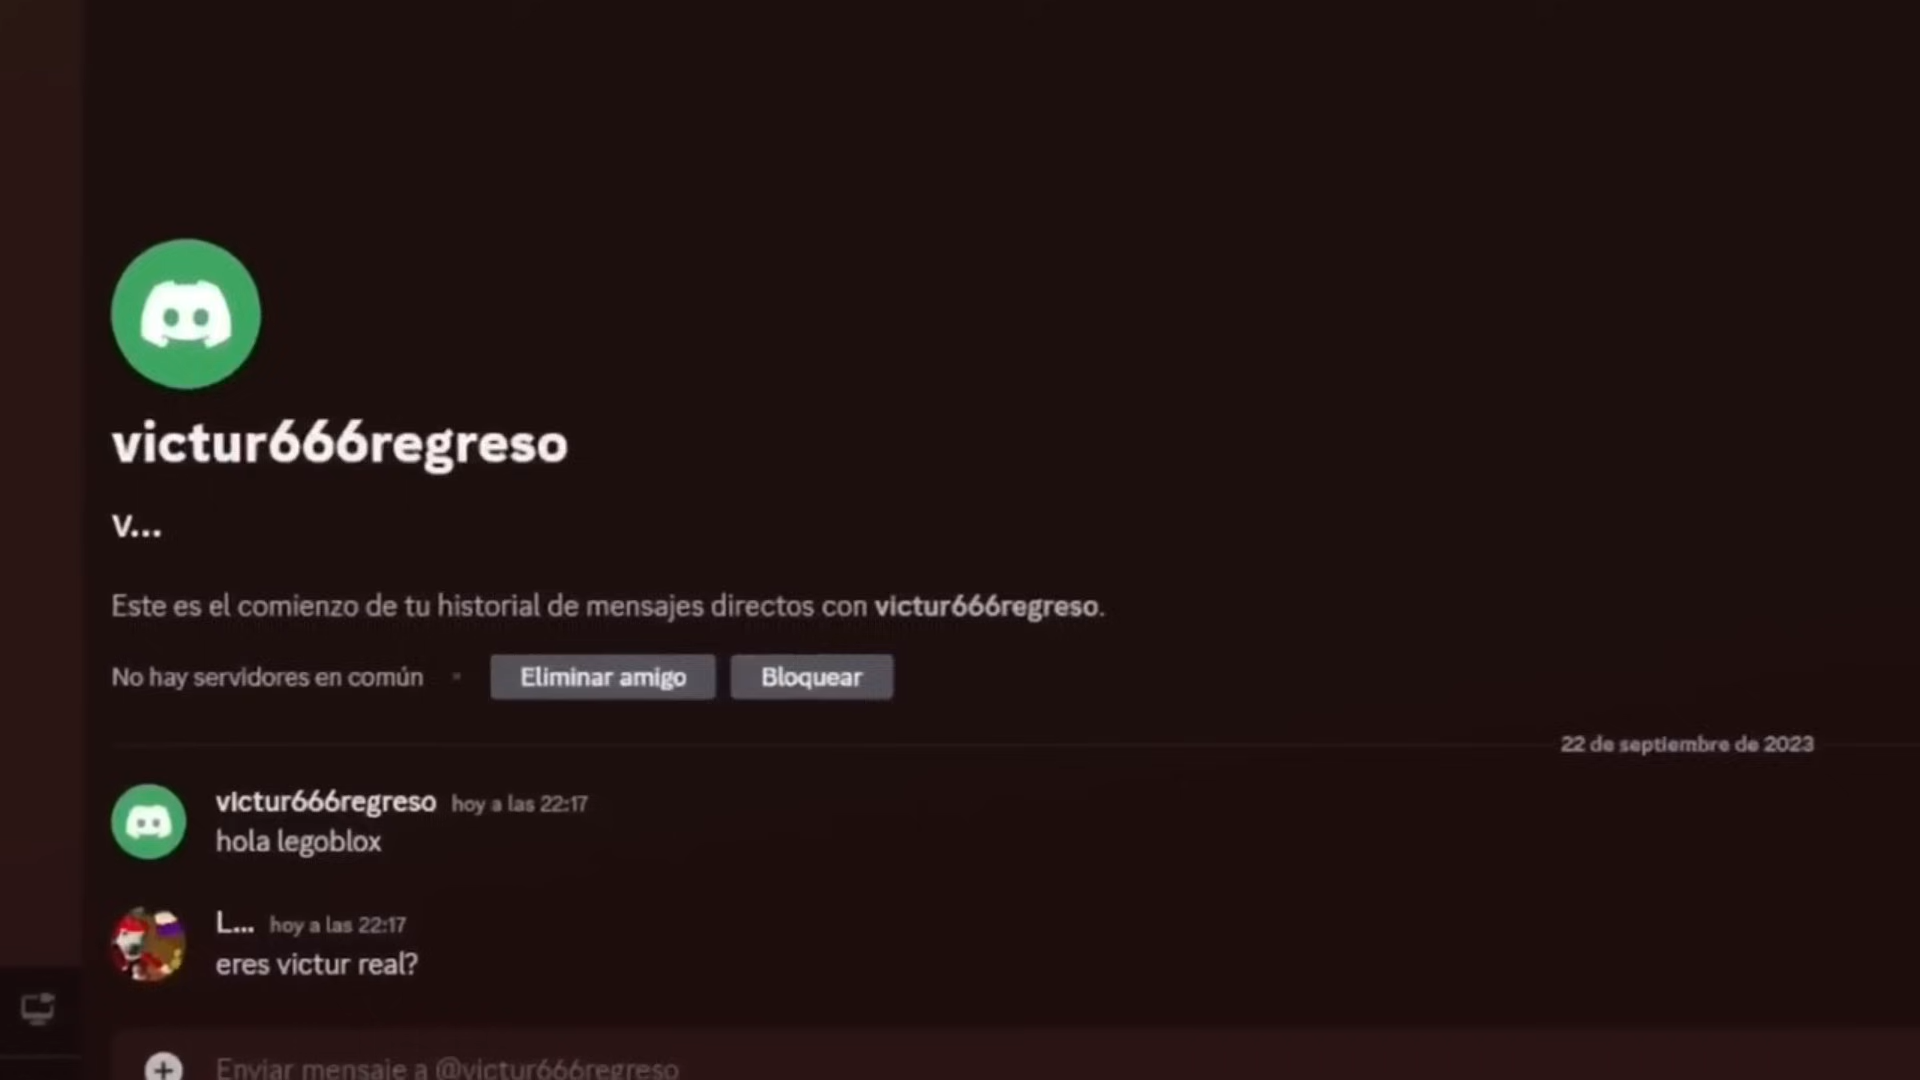 victur666regreso
v...
Este es el comienzo de tu historial de mensajes directos con victur666regreso.
No hay servidores en común
Eliminar amigo
Bloquear
22 de septiembre de 2023
victur666regreso hoy a las 22:17
hola legoblox
L... hoy a las 22:17
eres victur real?
Enviar mensaje a @victur666regreso